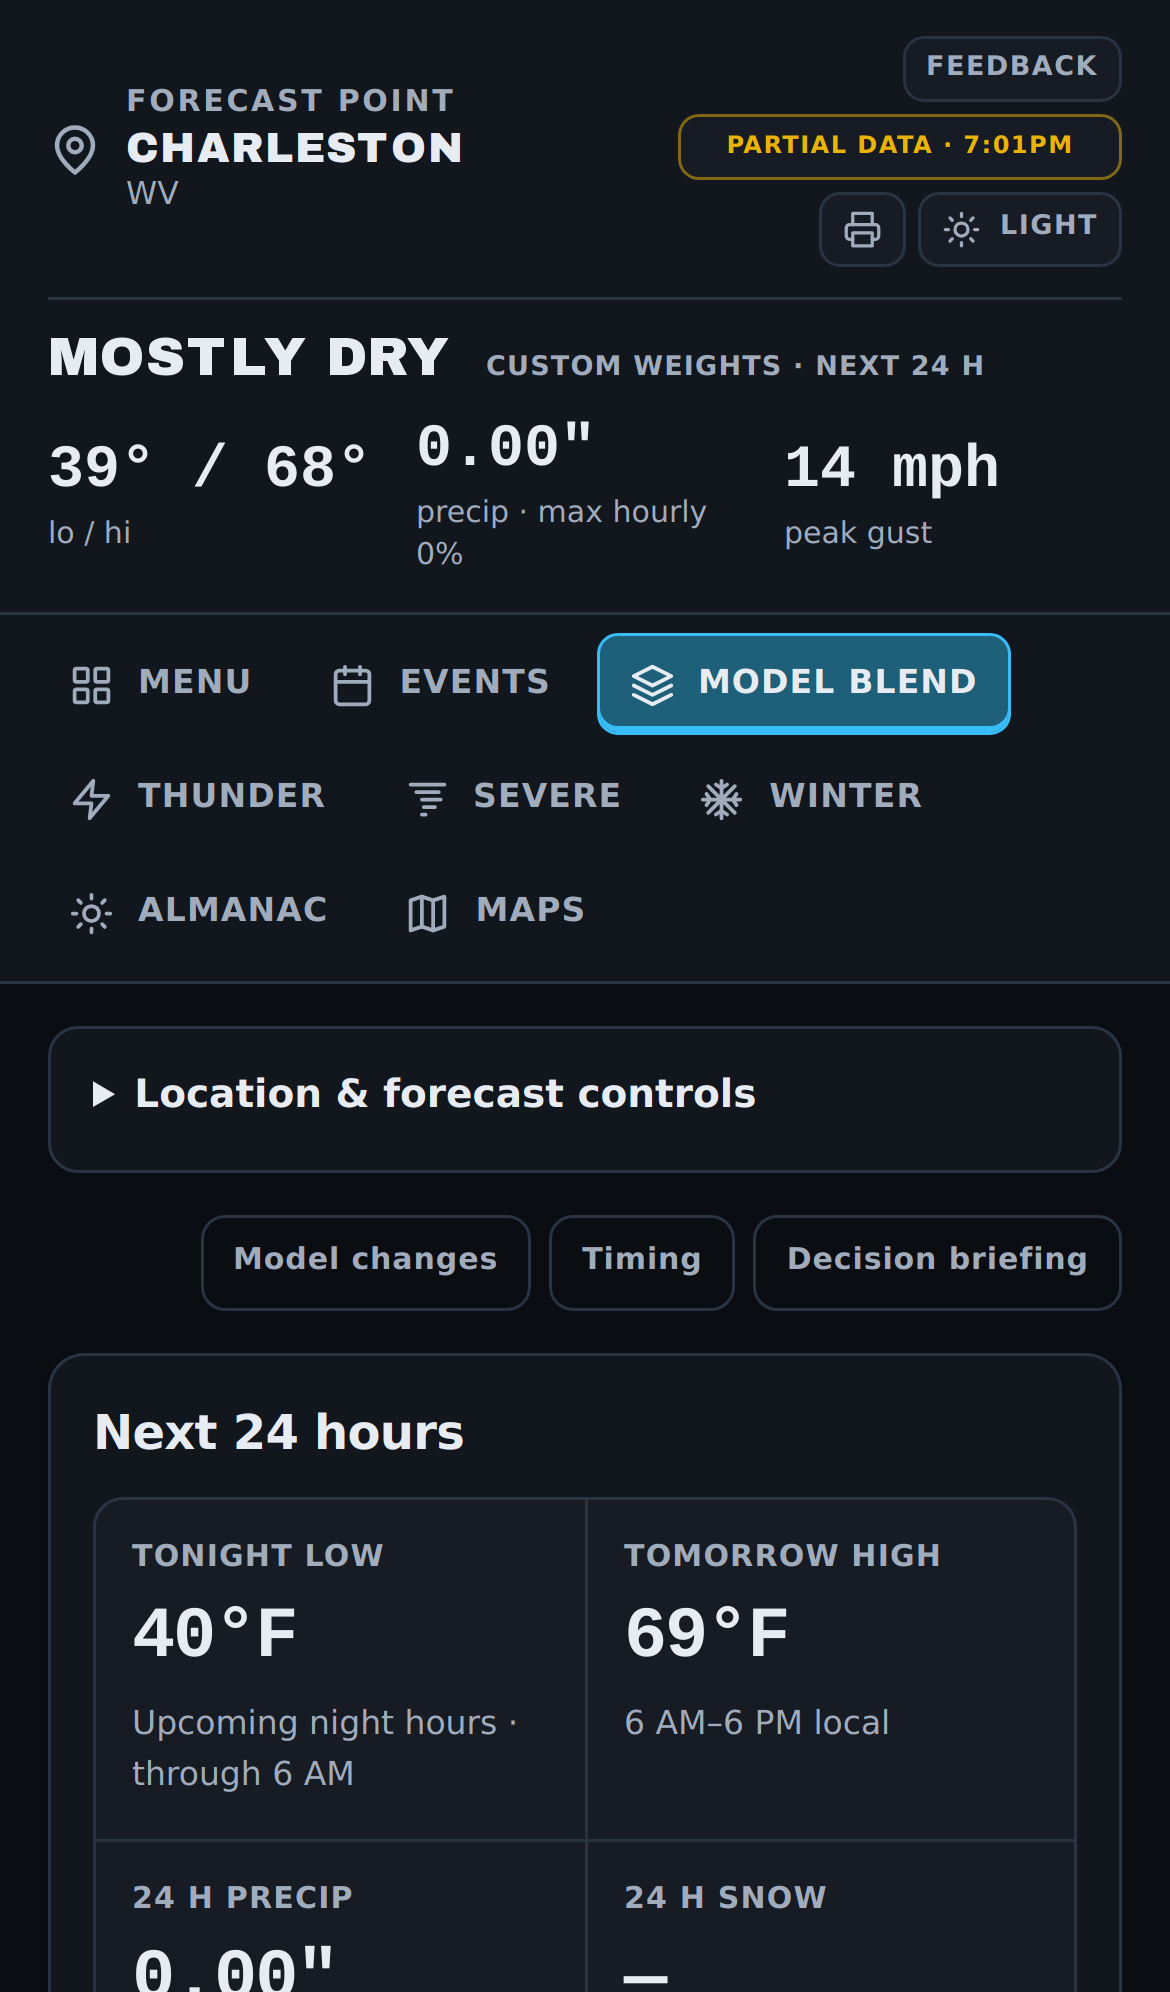 FORECAST POINT
CHARLESTON
WV
FEEDBACK
PARTIAL DATA · 7:01PM
LIGHT
MOSTLY DRY CUSTOM WEIGHTS · NEXT 24 H
39° / 68°
lo / hi
0.00"
precip · max hourly
0%
14 mph
peak gust
MENU
EVENTS
MODEL BLEND
THUNDER
SEVERE
WINTER
ALMANAC
MAPS
Location & forecast controls
Model changes
Timing
Decision briefing
Next 24 hours
TONIGHT LOW
40°F
Upcoming night hours ·
through 6 AM
TOMORROW HIGH
69°F
6 AM–6 PM local
24 H PRECIP
0.00"
24 H SNOW
—